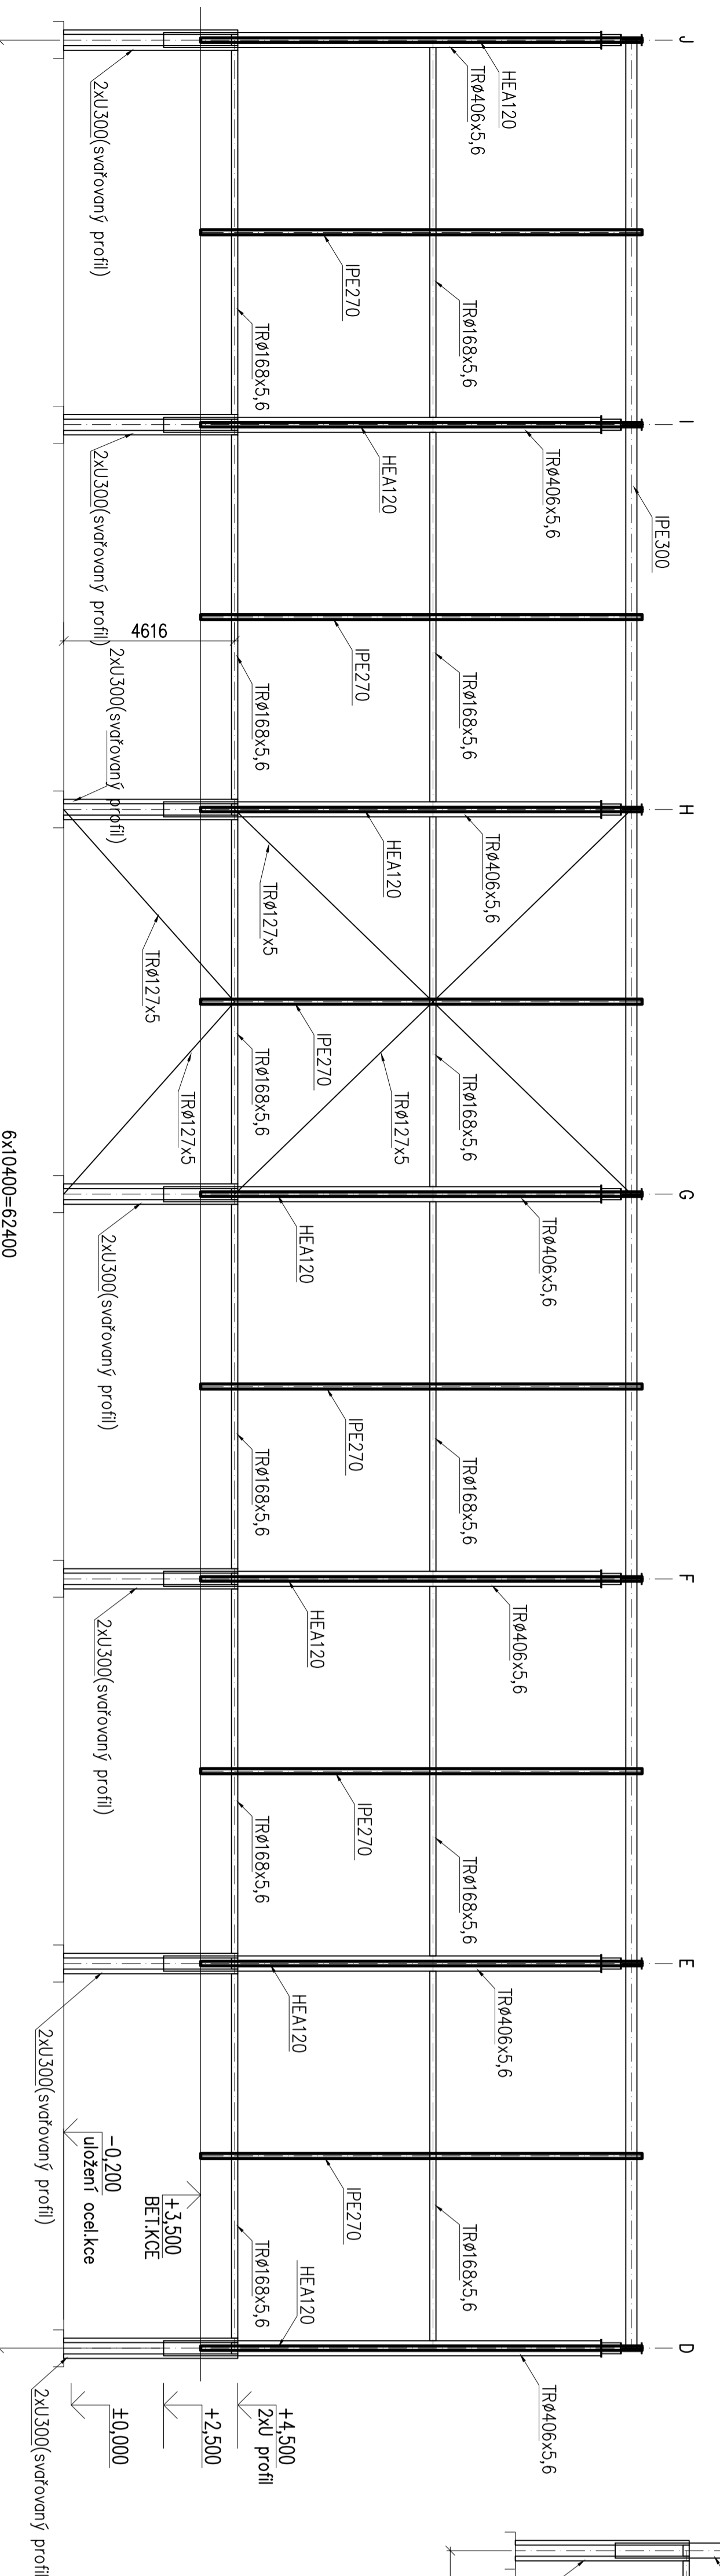 J
HEA120
TRØ406x5,6
2xU300(svařovaný profil)
IPE270
TRØ168x5,6
TRØ168x5,6
I
TRØ406x5,6
HEA120
2xU300(svařovaný profil)
IPE300
4616
IPE270
TRØ168x5,6
TRØ168x5,6
2xU300(svařovaný profil)
H
TRØ406x5,6
HEA120
TRØ127x5
TRØ127x5
IPE270
TRØ168x5,6
TRØ168x5,6
TRØ127x5
TRØ127x5
G
TRØ406x5,6
HEA120
2xU300(svařovaný profil)
6x10400=62400
IPE270
TRØ168x5,6
TRØ168x5,6
F
TRØ406x5,6
HEA120
2xU300(svařovaný profil)
IPE270
TRØ168x5,6
TRØ168x5,6
E
TRØ406x5,6
HEA120
2xU300(svařovaný profil)
-0,200
uložení ocel.kce
+3,500
BET.KCE
IPE270
TRØ168x5,6
TRØ168x5,6
D
HEA120
TRØ406x5,6
+4,500
2xU profil
+2,500
±0,000
2xU300(svařovaný profil